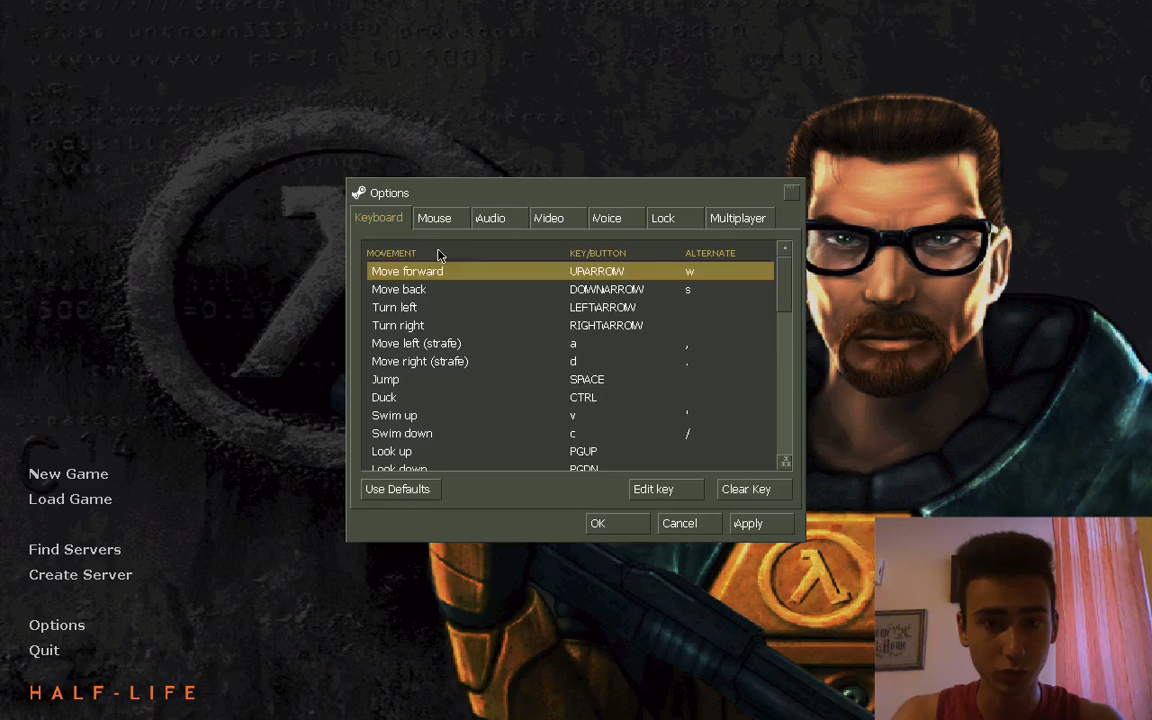 Options
Keyboard Mouse Audio Video Voice Lock Multiplayer
MOVEMENT KEY/BUTTON ALTERNATE
Move forward UPARROW w
Move back DOWNARROW s
Turn left LEFTARROW
Turn right RIGHTARROW
Move left (strafe) a ,
Move right (strafe) d .
Jump SPACE
Duck CTRL
Swim up v '
Swim down c /
Look up PGUP
Look down PGDN
Use Defaults Edit key Clear Key
OK Cancel Apply
New Game
Load Game
Find Servers
Create Server
Options
Quit
HALF-LIFE